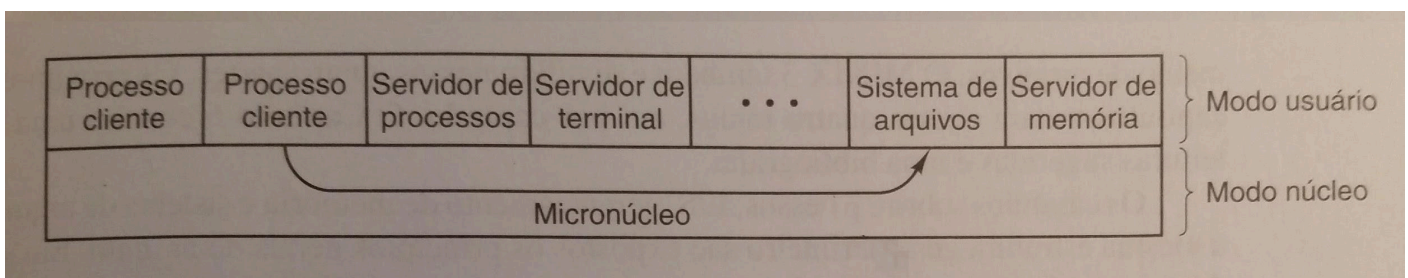 Processo
cliente
Processo
cliente
Servidor de
processos
Servidor de
terminal
• • •
Sistema de
arquivos
Servidor de
memória
Modo usuário
Micronúcleo
Modo núcleo